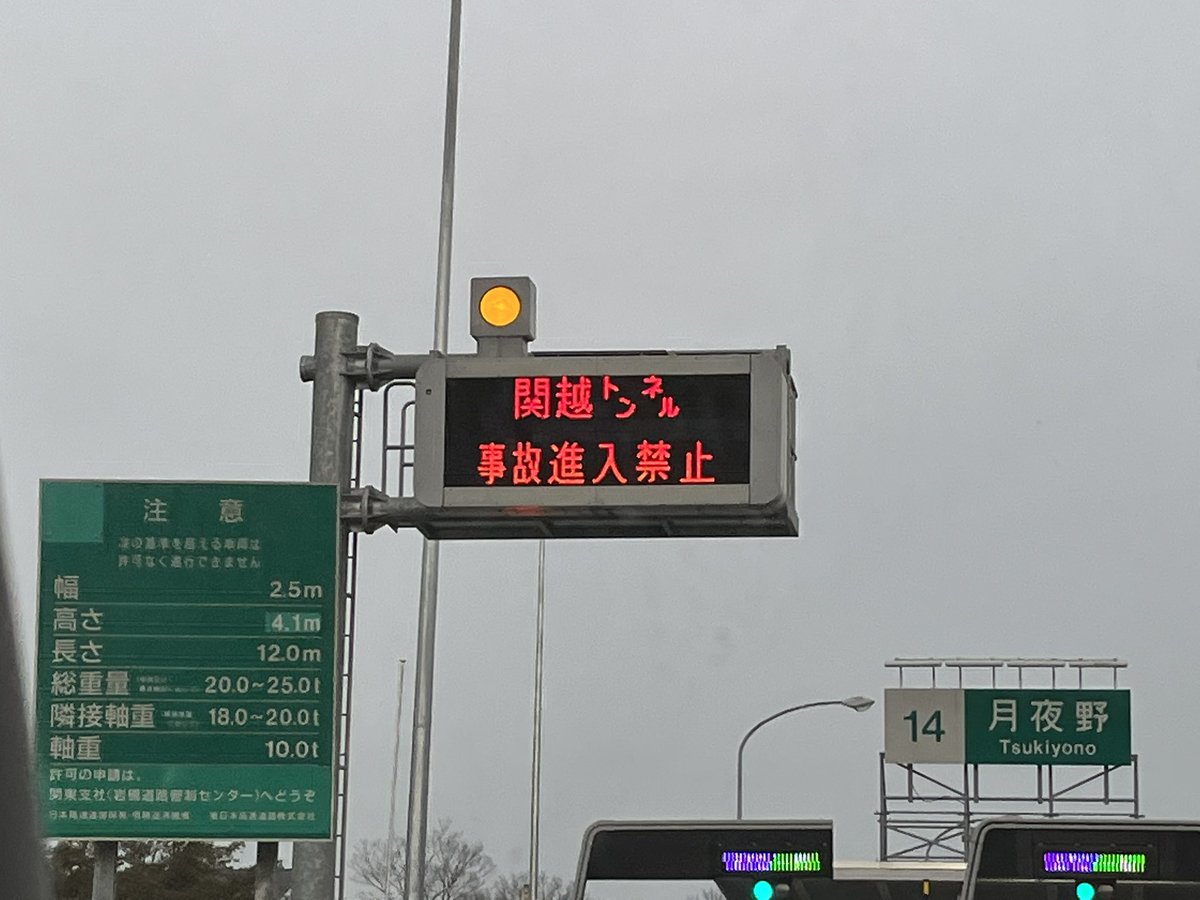 関越トンネル
事故進入禁止
注 意
次の基準を超える車両は
許可なく通行できません
幅 2.5m
高さ 4.1m
長さ 12.0m
総重量 20.0~25.0t
隣接軸重 18.0~20.0t
軸重 10.0t
許可の申請は、
関東支社(岩槻道路管制センター)へどうぞ
東日本高速道路株式会社
14 月夜野
Tsukiyono